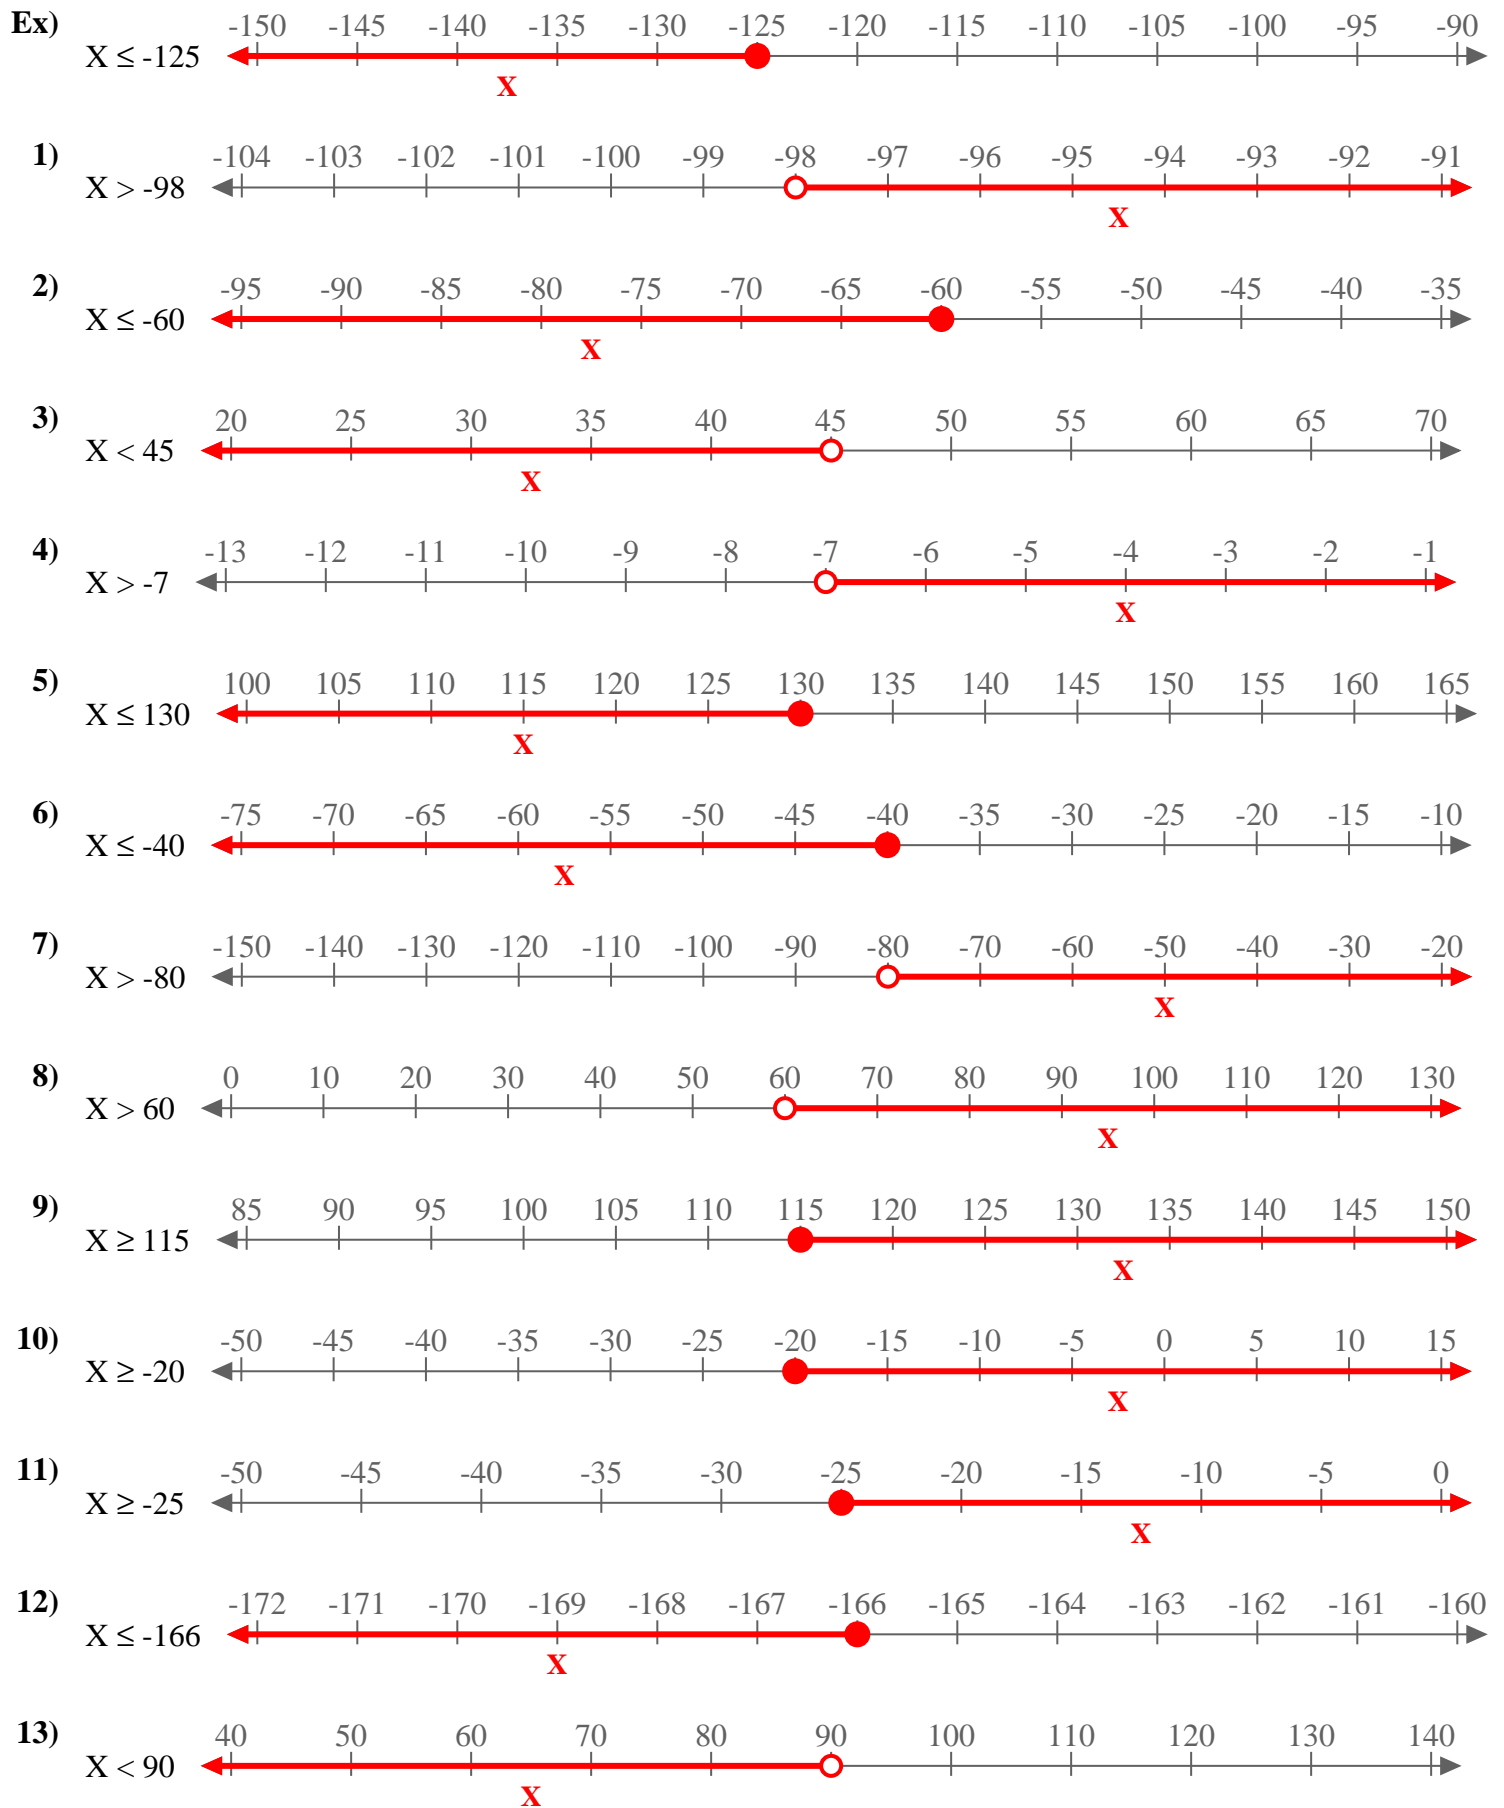 Ex) -150 -145 -140 -135 -130 -125 -120 -115 -110 -105 -100 -95 -90
X ≤ -125
X
1) -104 -103 -102 -101 -100 -99 -98 -97 -96 -95 -94 -93 -92 -91
X > -98
X
2) -95 -90 -85 -80 -75 -70 -65 -60 -55 -50 -45 -40 -35
X ≤ -60
X
3) 20 25 30 35 40 45 50 55 60 65 70
X < 45
X
4) -13 -12 -11 -10 -9 -8 -7 -6 -5 -4 -3 -2 -1
X > -7
X
5) 100 105 110 115 120 125 130 135 140 145 150 155 160 165
X ≤ 130
X
6) -75 -70 -65 -60 -55 -50 -45 -40 -35 -30 -25 -20 -15 -10
X ≤ -40
X
7) -150 -140 -130 -120 -110 -100 -90 -80 -70 -60 -50 -40 -30 -20
X > -80
X
8) 0 10 20 30 40 50 60 70 80 90 100 110 120 130
X > 60
X
9) 85 90 95 100 105 110 115 120 125 130 135 140 145 150
X ≥ 115
X
10) -50 -45 -40 -35 -30 -25 -20 -15 -10 -5 0 5 10 15
X ≥ -20
X
11) -50 -45 -40 -35 -30 -25 -20 -15 -10 -5 0
X ≥ -25
X
12) -172 -171 -170 -169 -168 -167 -166 -165 -164 -163 -162 -161 -160
X ≤ -166
X
13) 40 50 60 70 80 90 100 110 120 130 140
X < 90
X